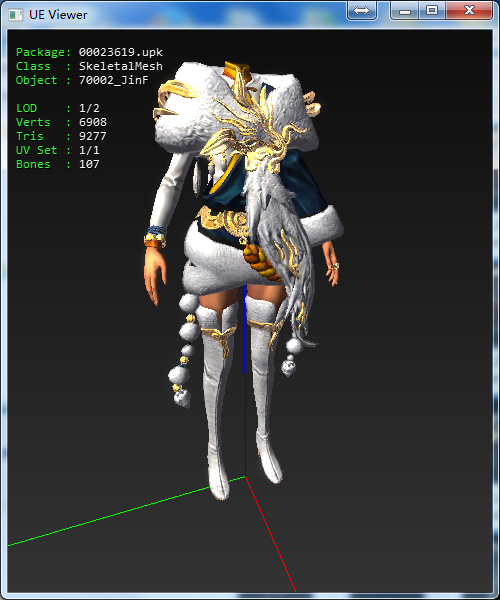 UE Viewer
Package: 00023619.upk
Class  : SkeletalMesh
Object : 70002_JinF
LOD    : 1/2
Verts  : 6908
Tris   : 9277
UV Set : 1/1
Bones  : 107